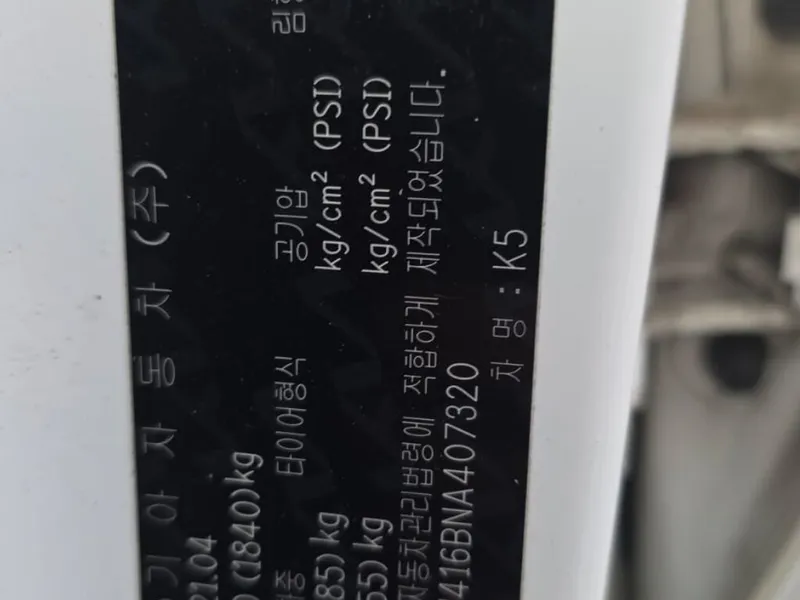 기아자동차(주)
21.04
(1840)kg
타이어형식 공기압 림
85)kg kg/cm² (PSI)
55)kg kg/cm² (PSI)
자동차관리법령에 적합하게 제작되었습니다.
416BNA407320
차명:K5